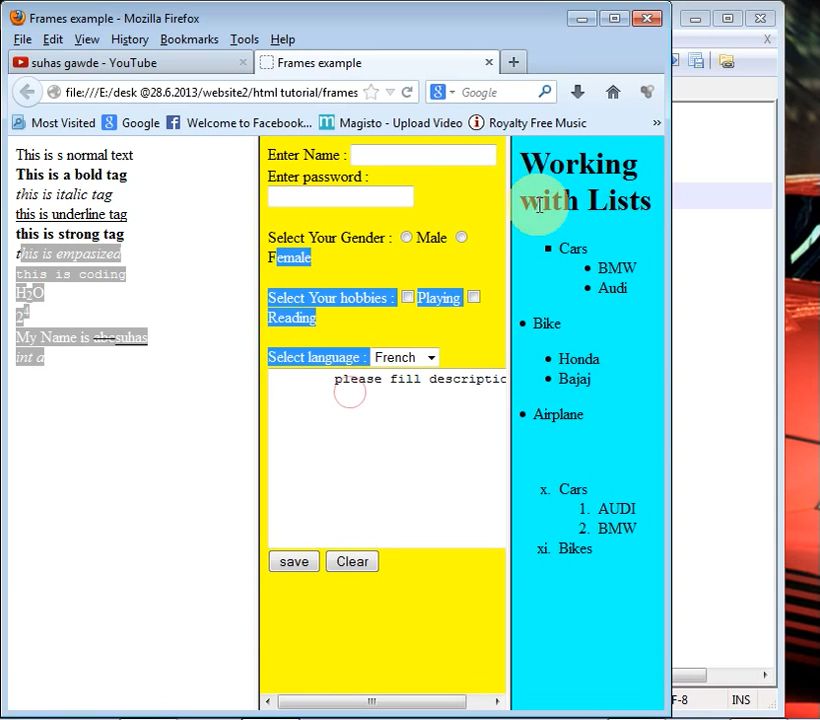 Frames example - Mozilla Firefox
File Edit View History Bookmarks Tools Help
suhas gawde - YouTube
Frames example
file:///E:/desk @28.6.2013/website2/html tutorial/frames
Google
Most Visited Google Welcome to Facebook... Magisto - Upload Video Royalty Free Music »
This is s normal text
This is a bold tag
this is italic tag
this is underline tag
this is strong tag
this is empasized
this is coding
H2O
24
My Name is abc suhas
int a
Enter Name :
Enter password :
Select Your Gender : Male
Female
Select Your hobbies : Playing
Reading
Select language : French
please fill descriptio
save Clear
Working
with Lists
Cars
BMW
Audi
Bike
Honda
Bajaj
Airplane
x. Cars
1. AUDI
2. BMW
xi. Bikes
F-8 INS